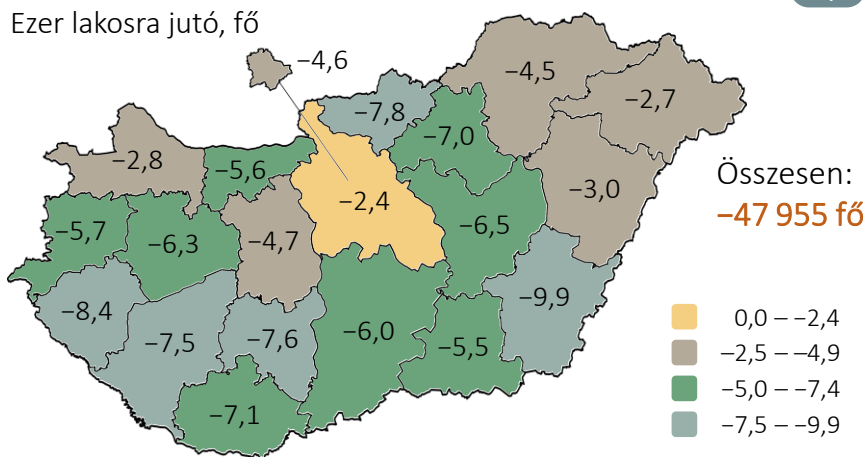 Ezer lakosra jutó, fő
−4,6
−4,5
−7,8
−2,7
−7,0
−2,8
−5,6
−3,0
Összesen:
−47 955 fő
−2,4
−6,5
−5,7
−6,3
−4,7
−9,9
−8,4
−7,5
−7,6
−6,0
−5,5
−7,1
0,0 – −2,4
−2,5 – −4,9
−5,0 – −7,4
−7,5 – −9,9